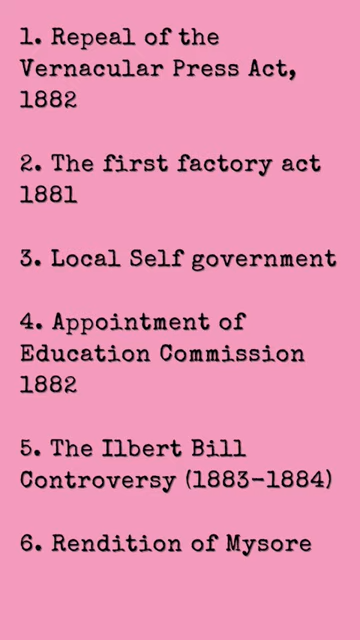 1. Repeal of the
Vernacular Press Act,
1882
2. The first factory act
1881
3. Local Self government
4. Appointment of
Education Commission
1882
5. The Ilbert Bill
Controversy (1883-1884)
6. Rendition of Mysore